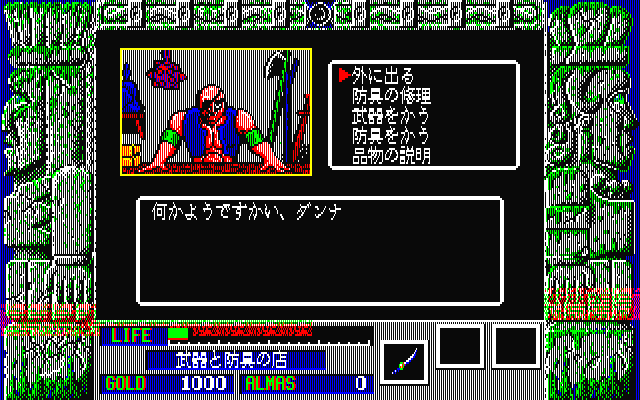 外に出る
防具の修理
武器をかう
防具をかう
品物の説明
何かようですかい、ダンナ
LIFE
武器と防具の店
GOLD 1000 ALMAS 0